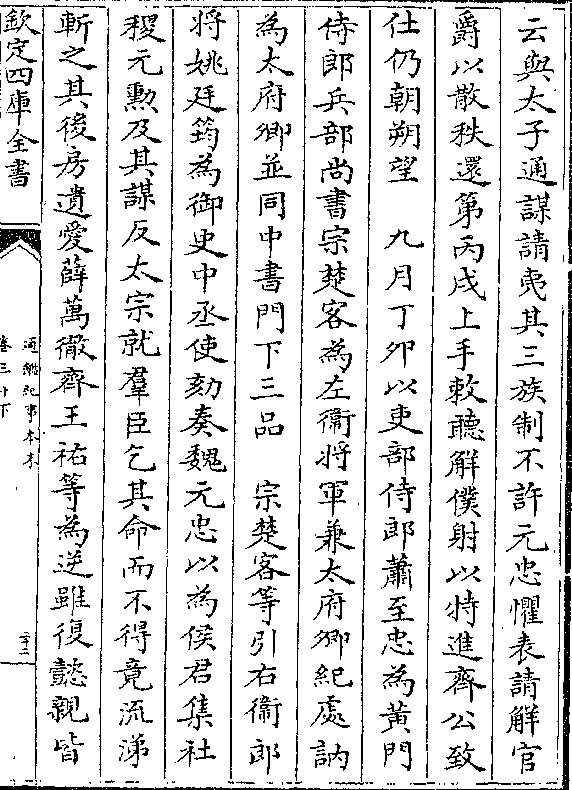 云與太子通謀請夷其三族制不許元忠懼表請解官
爵以散秩還第丙戌上手敕聽解僕射以特進齊公致
仕仍朝朔望　九月丁卯以吏部侍郎蕭至忠為黃門
侍郎兵部尚書宗楚客為左衞將軍兼太府卿紀處訥
為太府卿並同中書門下三品　宗楚客等引右衞郎
將姚廷筠為御史中丞使劾奏魏元忠以為侯君集社
稷元勲及其謀反太宗就羣臣乞其命而不得竟流涕
斬之其後房遺愛薛萬徹齊王祐等為逆雖復懿親皆
欽定四庫全書
通鑑紀事本末
卷三十下